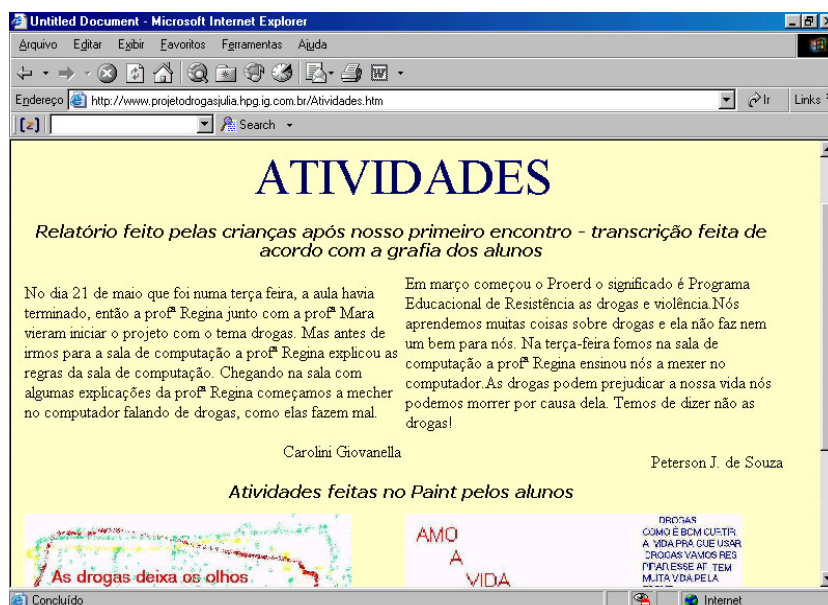 Untitled Document - Microsoft Internet Explorer
Arquivo Editar Exibir Favoritos Ferramentas Ajuda
Endereço http://www.projetodrogasjulia.hpg.ig.com.br/Atividades.htm Ir Links
[z] Search
ATIVIDADES
Relatório feito pelas crianças após nosso primeiro encontro - transcrição feita de
acordo com a grafia dos alunos
No dia 21 de maio que foi numa terça feira, a aula havia
terminado, então a profª Regina junto com a profª Mara
vieram iniciar o projeto com o tema drogas. Mas antes de
irmos para a sala de computação a profª Regina explicou as
regras da sala de computação. Chegando na sala com
algumas explicações da profª Regina começamos a mecher
no computador falando de drogas, como elas fazem mal.
Carolini Giovanella
Em março começou o Proerd o significado é Programa
Educacional de Resistência as drogas e violência.Nós
aprendemos muitas coisas sobre drogas e ela não faz nem
um bem para nós. Na terça-feira fomos na sala de
computação a profª Regina ensinou nós a mexer no
computador.As drogas podem prejudicar a nossa vida nós
podemos morrer por causa dela. Temos de dizer não as
drogas!
Peterson J. de Souza
Atividades feitas no Paint pelos alunos
As drogas deixa os olhos
AMO
A
VIDA
DROGAS
COMO É BOM CURTIR
A VIDA PRA QUE USAR
DROGAS VAMOS RES
PIRAR ESSE AR TEM
MUITA VIDA PELA
Concluído Internet